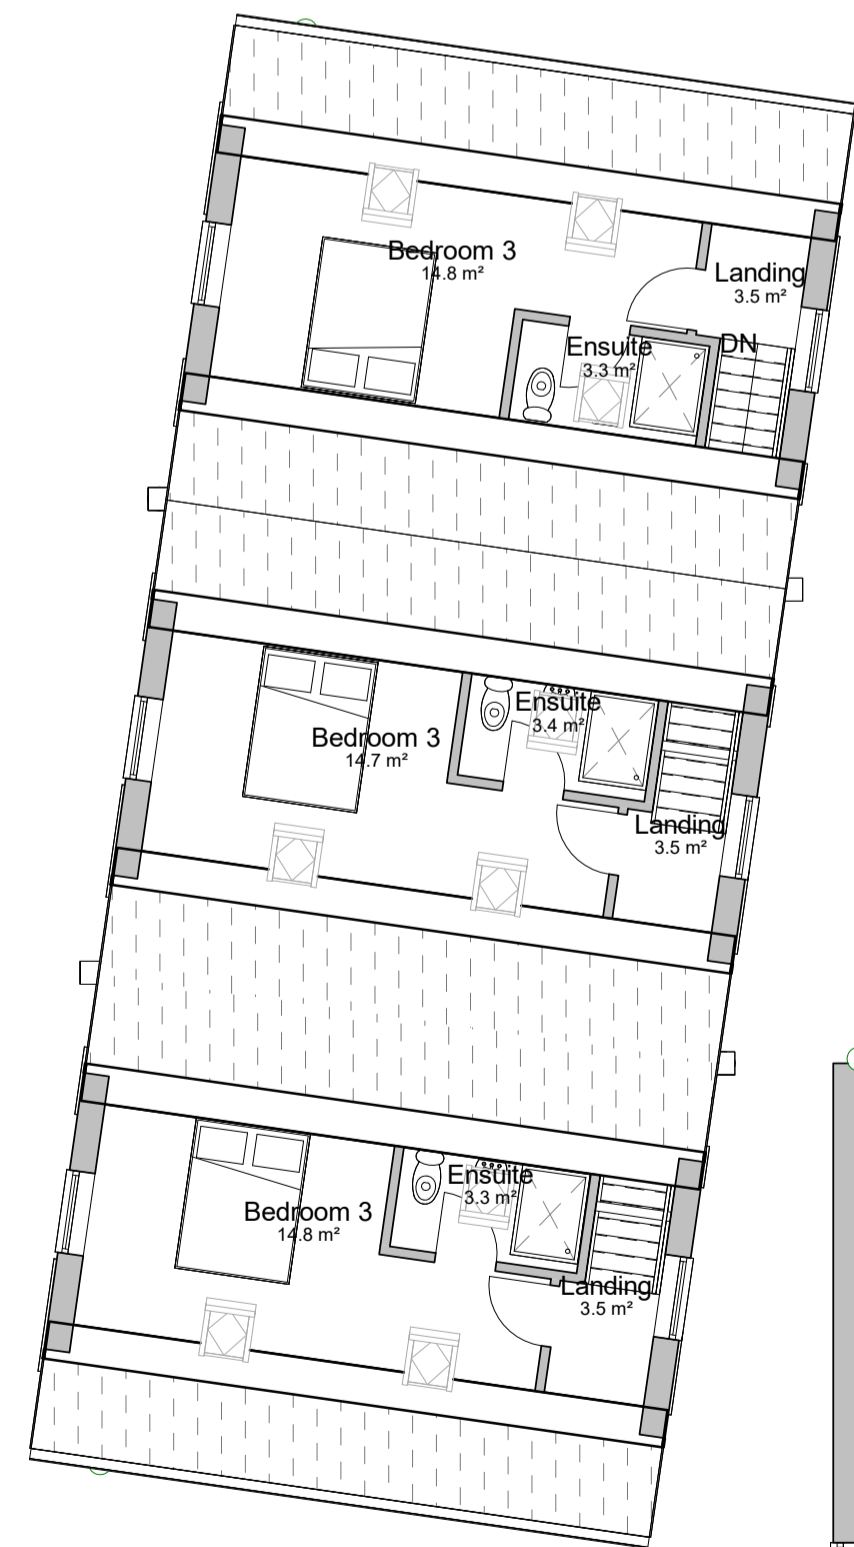 Bedroom 3
14.8 m²
Landing
3.5 m²
Ensuite
3.3 m²
DN
Ensuite
3.4 m²
Bedroom 3
14.7 m²
Landing
3.5 m²
Ensuite
3.3 m²
Bedroom 3
14.8 m²
Landing
3.5 m²